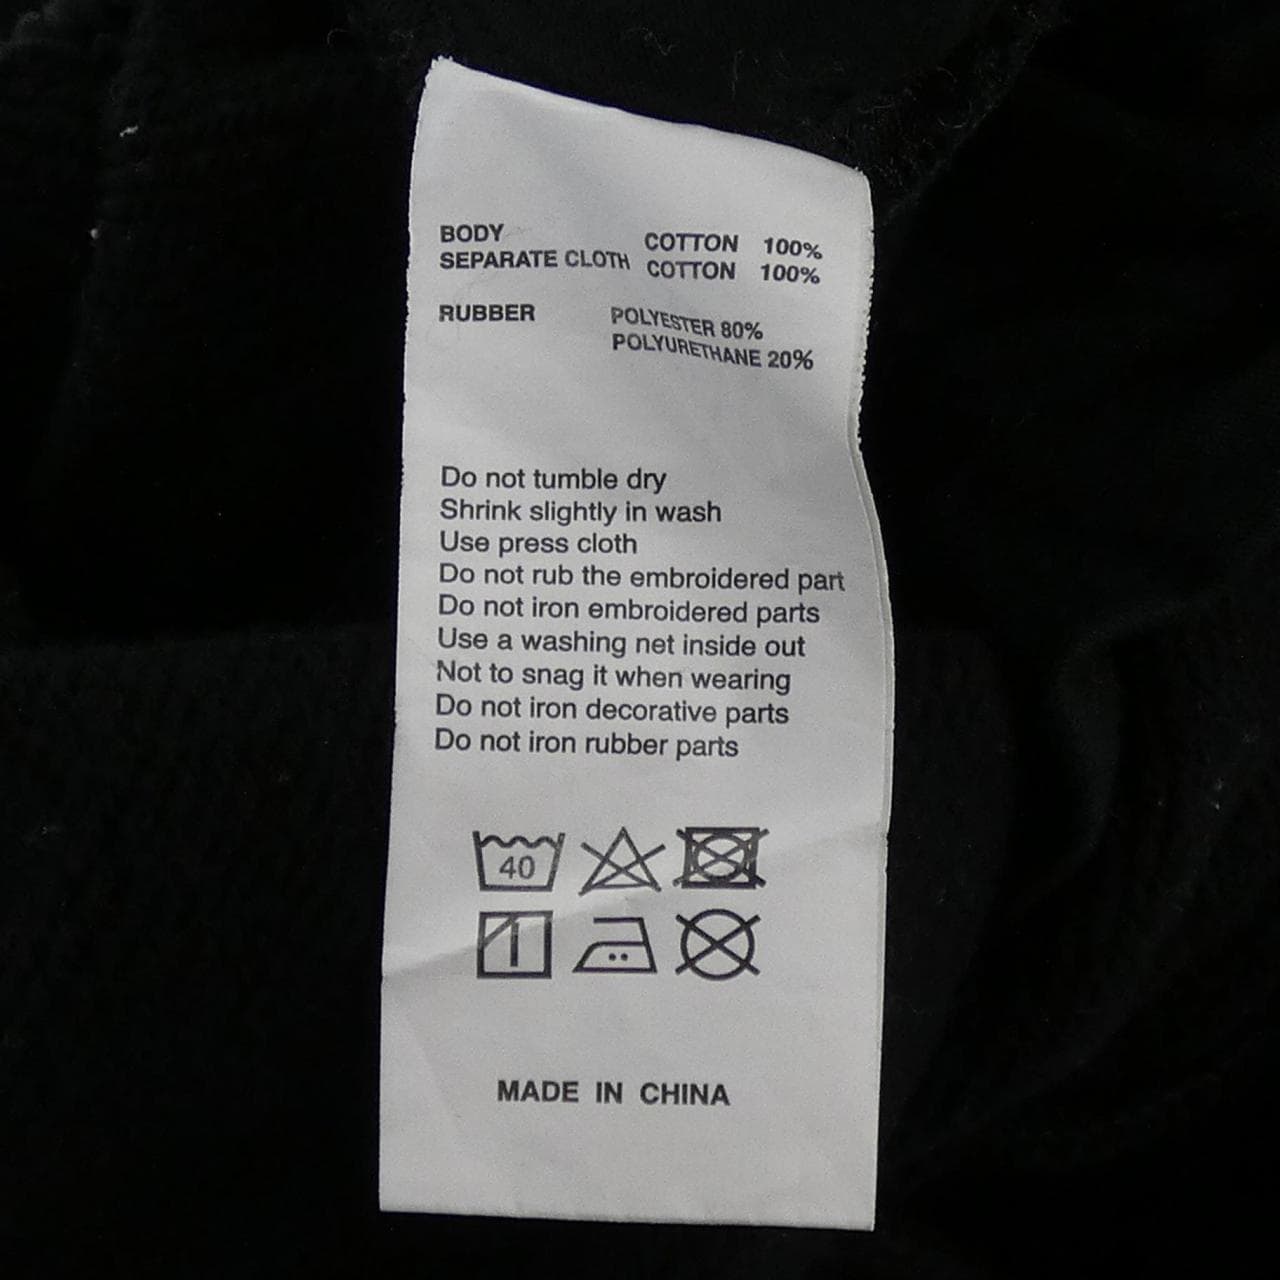 BODY COTTON 100%
SEPARATE CLOTH COTTON 100%
RUBBER POLYESTER 80%
POLYURETHANE 20%
Do not tumble dry
Shrink slightly in wash
Use press cloth
Do not rub the embroidered part
Do not iron embroidered parts
Use a washing net inside out
Not to snag it when wearing
Do not iron decorative parts
Do not iron rubber parts
40
MADE IN CHINA